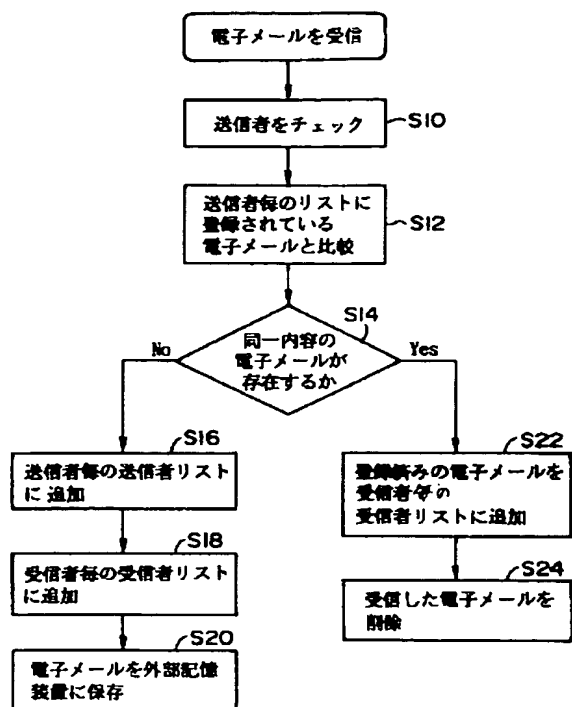 電子メールを受信
送信者をチェック
S10
送信者毎のリストに
登録されている
電子メールと比較
S12
S14
同一内容の
電子メールが
存在するか
No
Yes
S16
送信者毎の送信者リスト
に追加
S18
受信者毎の受信者リスト
に追加
S20
電子メールを外部記憶
装置に保存
S22
登録済みの電子メールを
受信者毎の
受信者リストに追加
S24
受信した電子メールを
削除